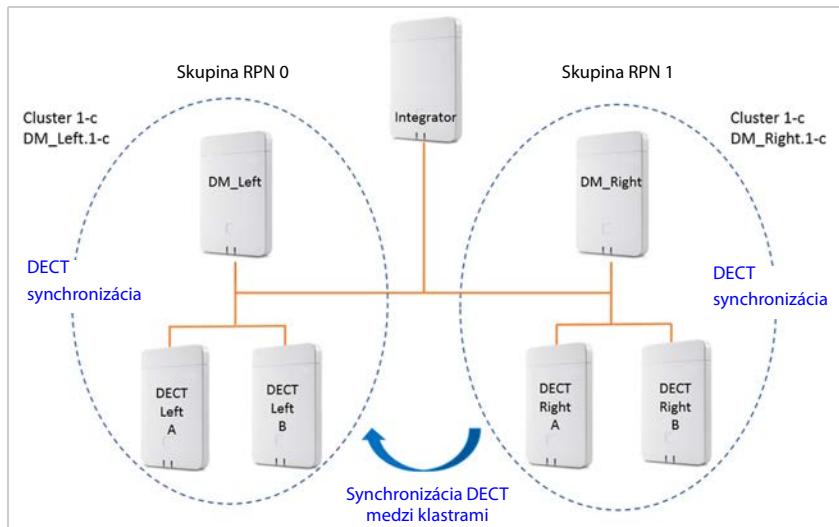 Skupina RPN 0
Skupina RPN 1
Integrator
Cluster 1-c
DM_Left.1-c
Cluster 1-c
DM_Right.1-c
DM_Left
DM_Right
DECT
synchronizácia
DECT
synchronizácia
DECT
Left
A
DECT
Left
B
DECT
Right
A
DECT
Right
B
Synchronizácia DECT
medzi klastrami